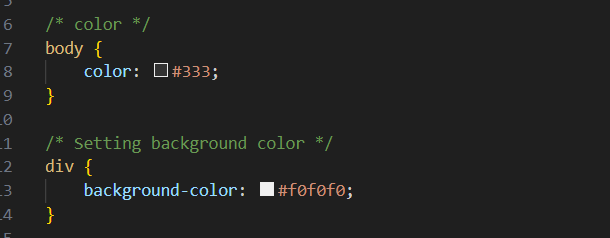 6 /* color */
7 body {
8 color: #333;
9 }
10
11 /* Setting background color */
12 div {
13 background-color: #f0f0f0;
14 }